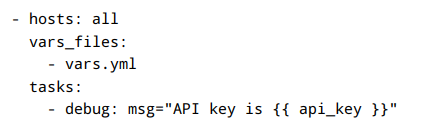 - hosts: all
  vars_files:
    - vars.yml
  tasks:
    - debug: msg="API key is {{ api_key }}"